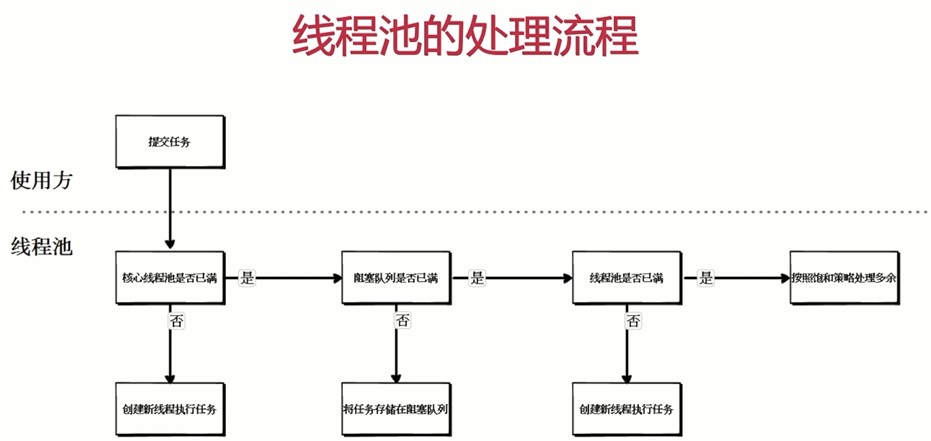 线程池的处理流程
提交任务
使用方
线程池
核心线程池是否已满
是
阻塞队列是否已满
是
线程池是否已满
是
按照饱和策略处理多余
否
否
否
创建新线程执行任务
将任务存储在阻塞队列
创建新线程执行任务